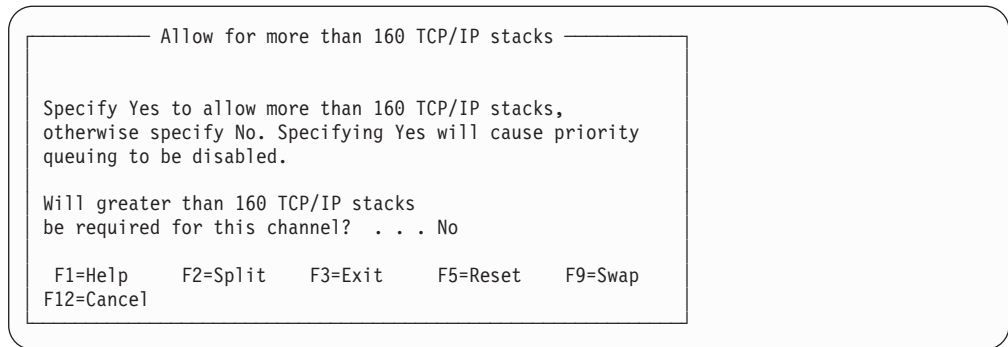 Allow for more than 160 TCP/IP stacks
Specify Yes to allow more than 160 TCP/IP stacks,
otherwise specify No. Specifying Yes will cause priority
queuing to be disabled.
Will greater than 160 TCP/IP stacks
be required for this channel? . . . No
F1=Help F2=Split F3=Exit F5=Reset F9=Swap
F12=Cancel